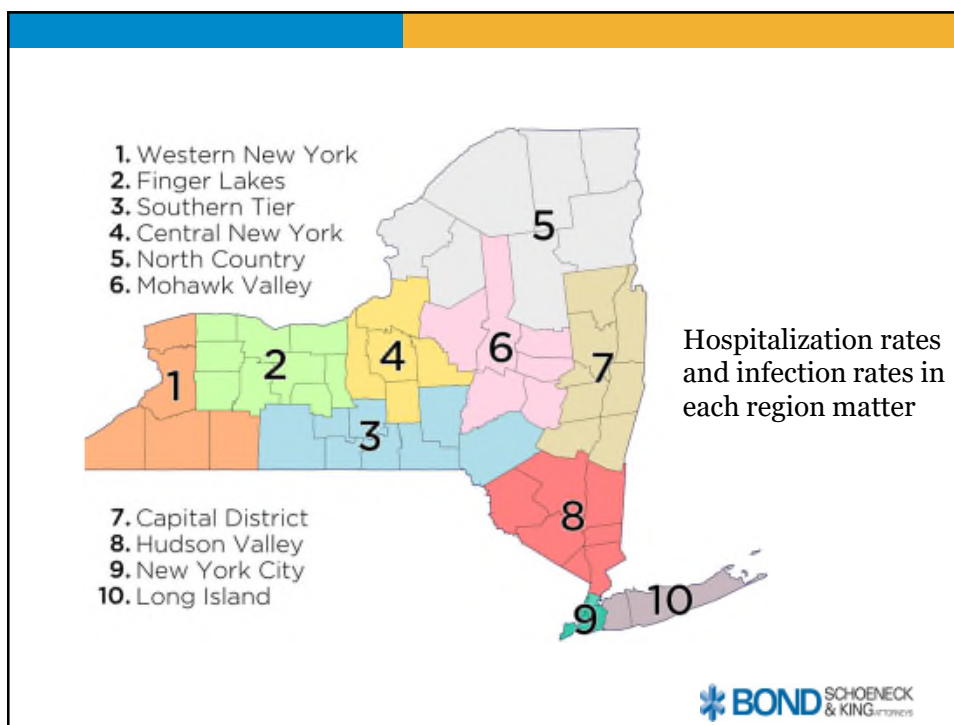 1. Western New York
2. Finger Lakes
3. Southern Tier
4. Central New York
5. North Country
6. Mohawk Valley
5
6
7
4
2
1
3
Hospitalization rates
and infection rates in
each region matter
7. Capital District
8. Hudson Valley
9. New York City
10. Long Island
8
9
10
BOND SCHOENECK
& KING ATTORNEYS